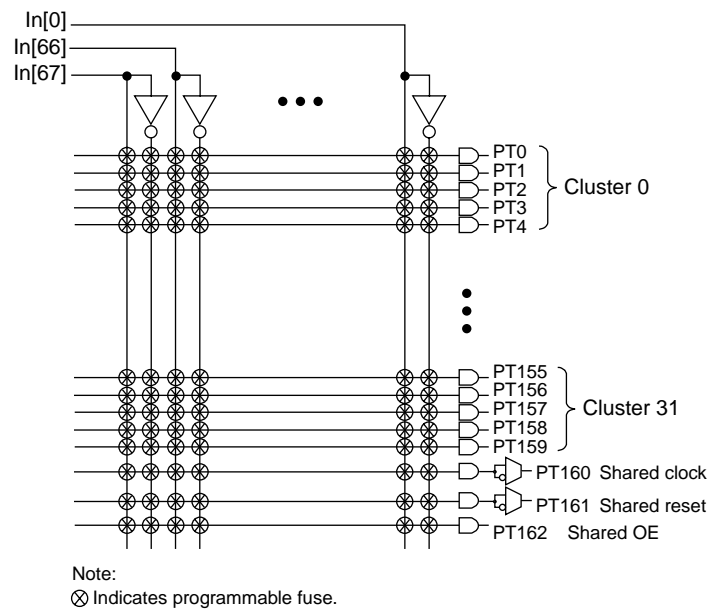 In[0]
In[66]
In[67]
PT0
PT1
PT2
PT3
PT4
Cluster 0
PT155
PT156
PT157
PT158
PT159
Cluster 31
PT160 Shared clock
PT161 Shared reset
PT162 Shared OE
Note:
Indicates programmable fuse.